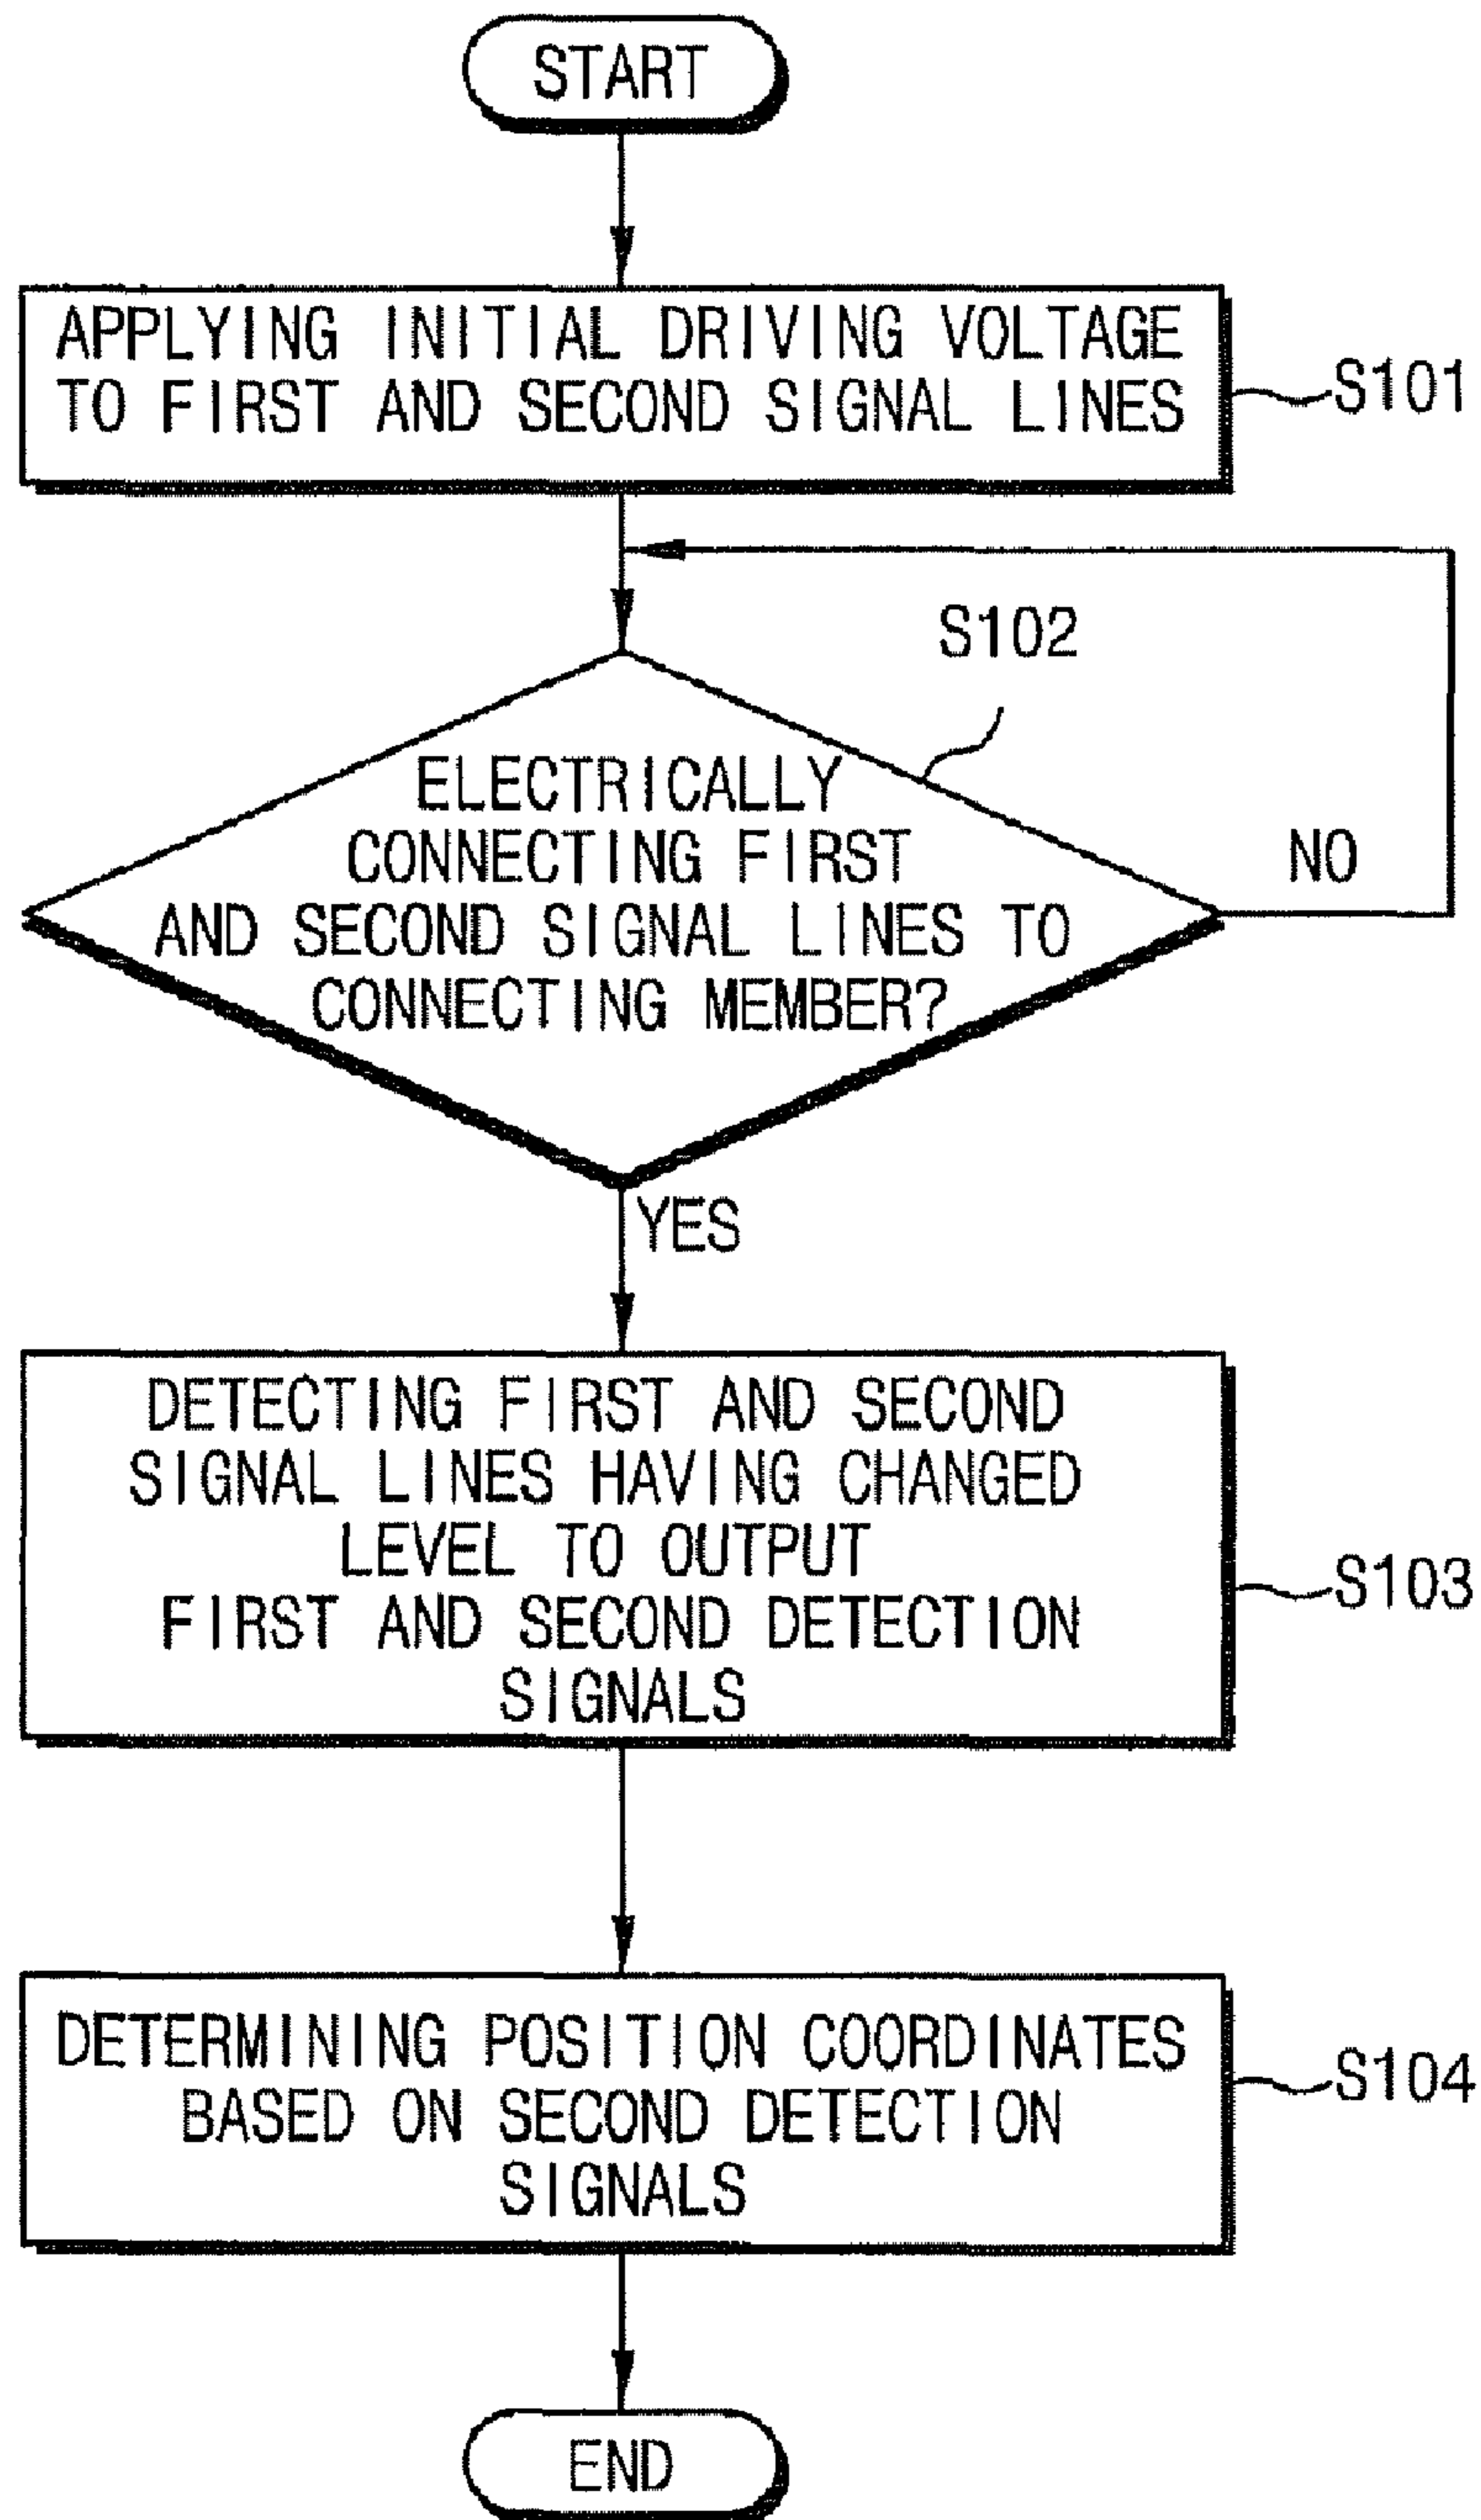 START
APPLYING INITIAL DRIVING VOLTAGE
TO FIRST AND SECOND SIGNAL LINES
S101
S102
ELECTRICALLY
CONNECTING FIRST
AND SECOND SIGNAL LINES TO
CONNECTING MEMBER?
NO
YES
DETECTING FIRST AND SECOND
SIGNAL LINES HAVING CHANGED
LEVEL TO OUTPUT
FIRST AND SECOND DETECTION
SIGNALS
S103
DETERMINING POSITION COORDINATES
BASED ON SECOND DETECTION
SIGNALS
S104
END